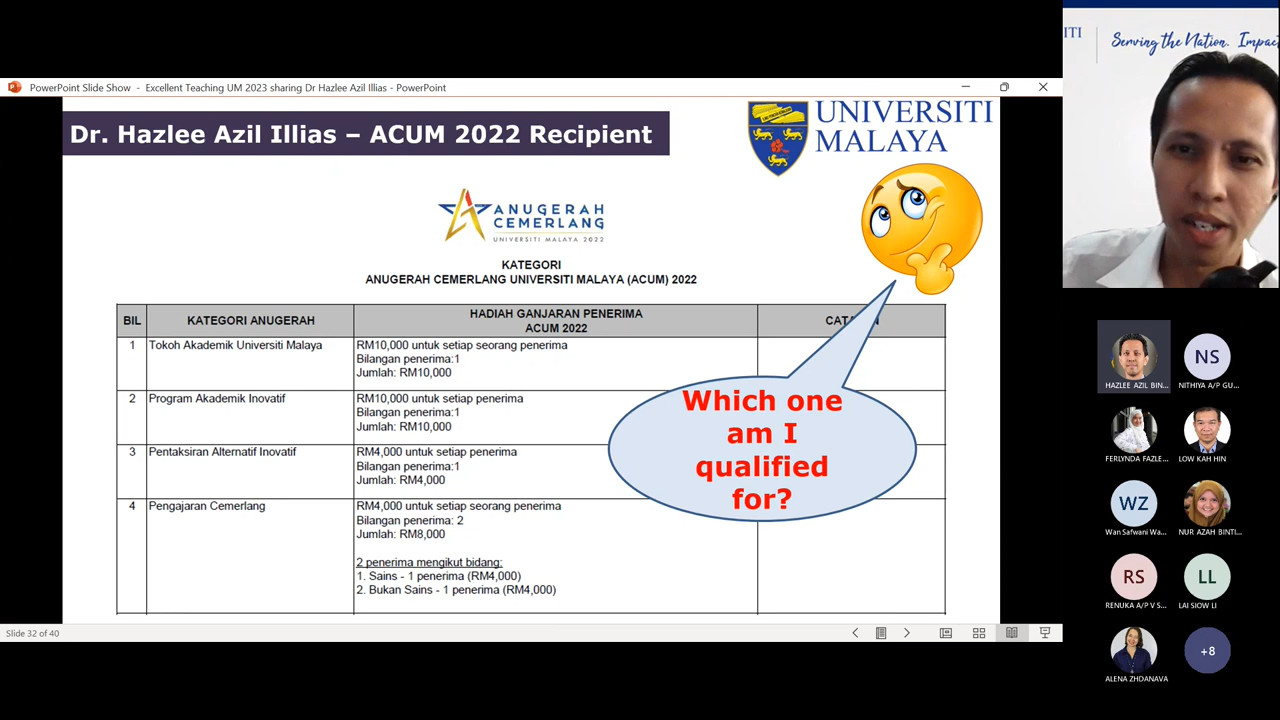 ITI
Serving the Nation. Impac
PowerPoint Slide Show - Excellent Teaching UM 2023 sharing Dr Hazlee Azil Illias - PowerPoint
Dr. Hazlee Azil Illias – ACUM 2022 Recipient
UNIVERSITI
MALAYA
ANUGERAH
CEMERLANG
UNIVERSITI MALAYA 2022
KATEGORI
ANUGERAH CEMERLANG UNIVERSITI MALAYA (ACUM) 2022
BIL
KATEGORI ANUGERAH
HADIAH GANJARAN PENERIMA
ACUM 2022
1
Tokoh Akademik Universiti Malaya
RM10,000 untuk setiap seorang penerima
Bilangan penerima:1
Jumlah: RM10,000
2
Program Akademik Inovatif
RM10,000 untuk setiap penerima
Bilangan penerima:1
Jumlah: RM10,000
3
Pentaksiran Alternatif Inovatif
RM4,000 untuk setiap penerima
Bilangan penerima:1
Jumlah: RM4,000
4
Pengajaran Cemerlang
RM4,000 untuk setiap seorang penerima
Bilangan penerima: 2
Jumlah: RM8,000
2 penerima mengikut bidang:
1. Sains - 1 penerima (RM4,000)
2. Bukan Sains - 1 penerima (RM4,000)
Which one
am I
qualified
for?
Slide 32 of 40
HAZLEE AZIL BIN...
NS
NITHIYA A/P GU...
FERLYNDA FAZLE...
LOW KAH HIN
WZ
Wan Safwani Wa...
NUR AZAH BINTI...
RS
RENUKA A/P V S...
LL
LAI SIOW LI
ALENA ZHDANAVA
+8